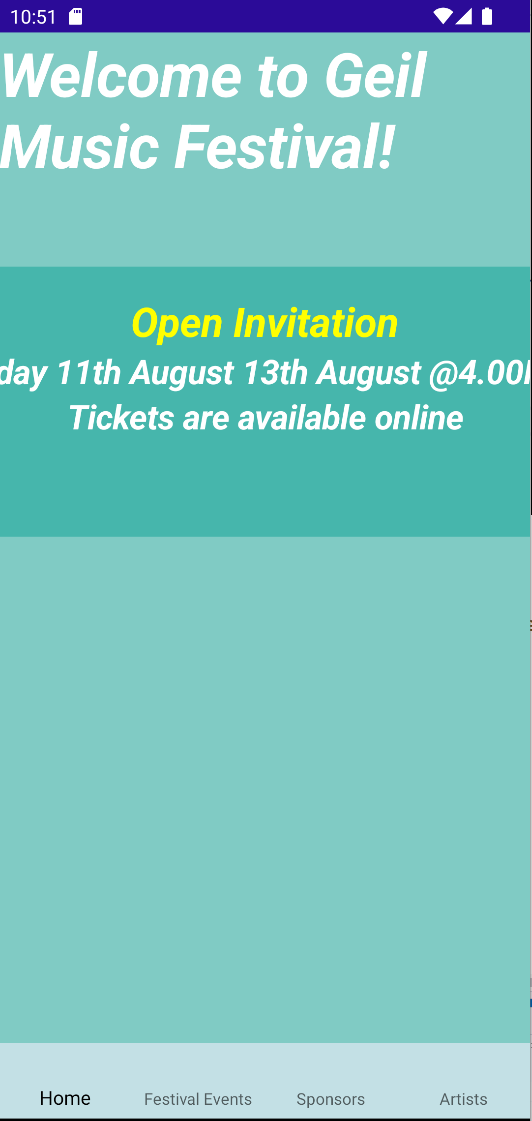 10:51
Welcome to Geil
Music Festival!
Open Invitation
day 11th August 13th August @4.00
Tickets are available online
Home
Festival Events
Sponsors
Artists